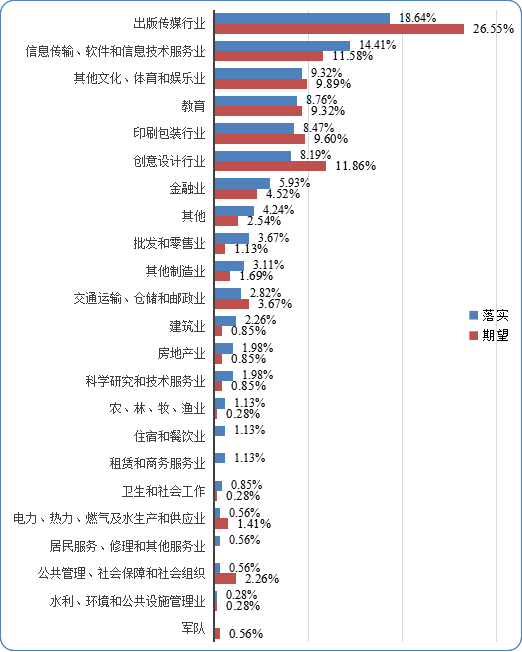 出版传媒行业 18.64%
26.55%
信息传输、软件和信息技术服务业 14.41%
11.58%
其他文化、体育和娱乐业 9.32%
9.89%
教育 8.76%
9.32%
印刷包装行业 8.47%
9.60%
创意设计行业 8.19%
11.86%
金融业 5.93%
4.52%
其他 4.24%
2.54%
批发和零售业 3.67%
1.13%
其他制造业 3.11%
1.69%
交通运输、仓储和邮政业 2.82%
3.67%
建筑业 2.26%
0.85%
房地产业 1.98%
0.85%
科学研究和技术服务业 1.98%
0.85%
农、林、牧、渔业 1.13%
0.28%
住宿和餐饮业 1.13%
租赁和商务服务业 1.13%
卫生和社会工作 0.85%
0.28%
电力、热力、燃气及水生产和供应业 0.56%
1.41%
居民服务、修理和其他服务业 0.56%
公共管理、社会保障和社会组织 0.56%
2.26%
水利、环境和公共设施管理业 0.28%
0.28%
军队 0.56%
落实
期望